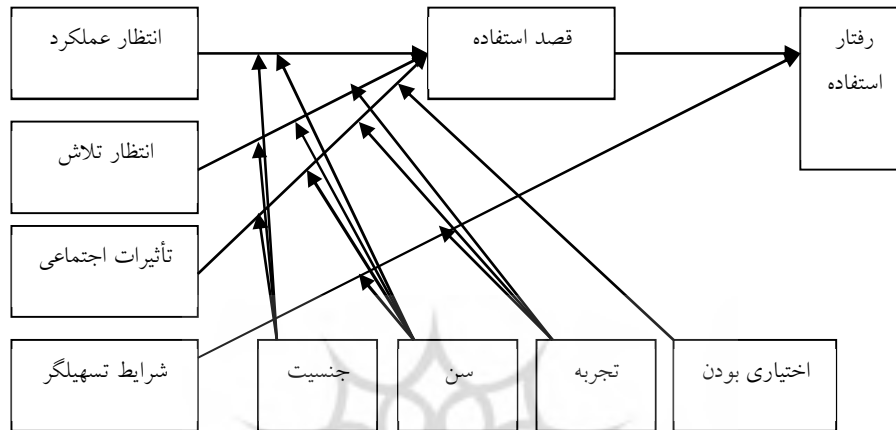 انتظار عملکرد
قصد استفاده
رفتار
استفاده
انتظار تلاش
تأثیرات اجتماعی
شرایط تسهیلگر
جنسیت
سن
تجربه
اختیاری بودن